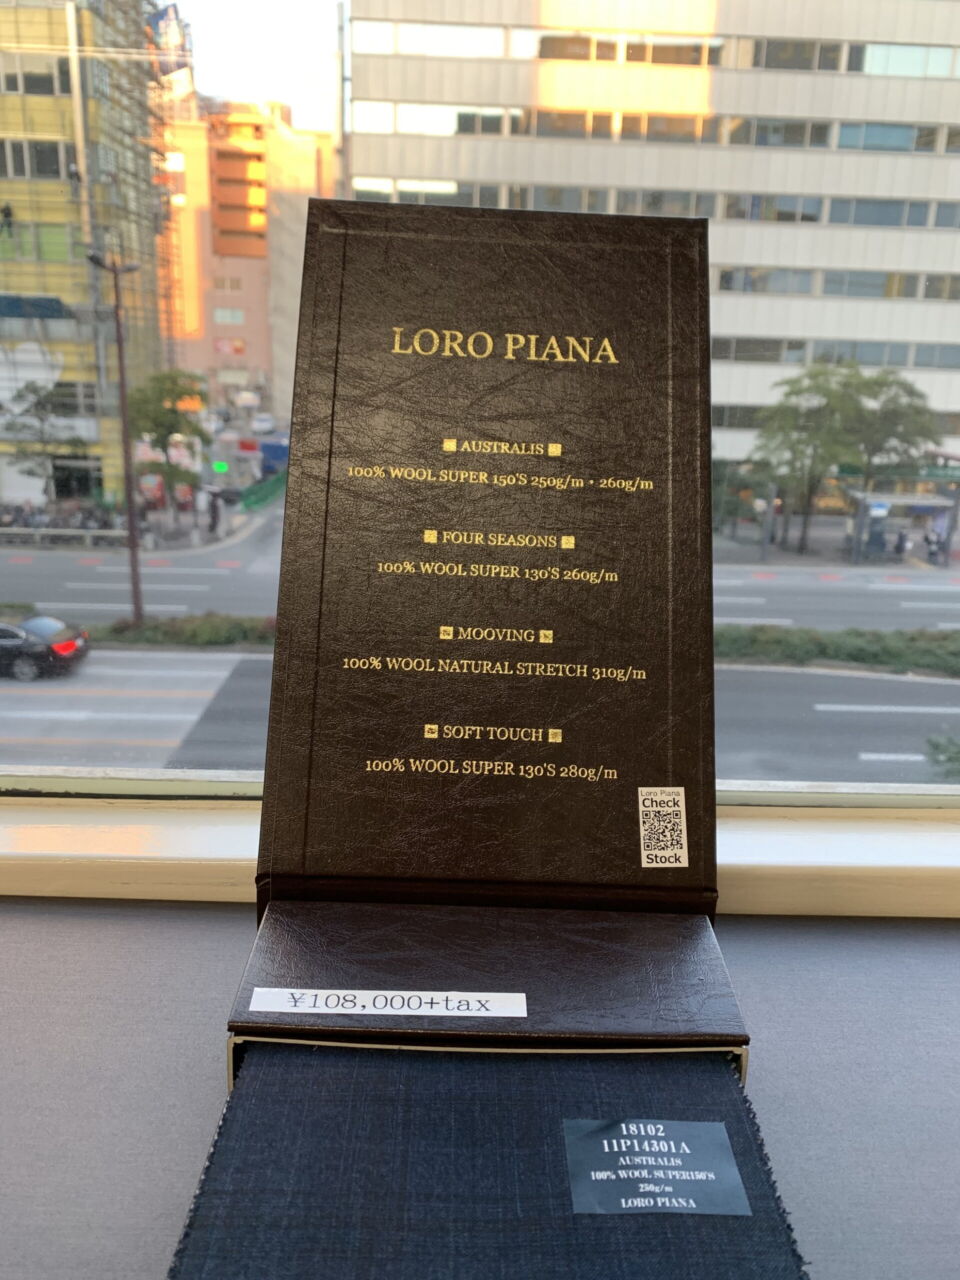 LORO PIANA
AUSTRALIS
100% WOOL SUPER 150'S 250g/m・260g/m
FOUR SEASONS
100% WOOL SUPER 130'S 260g/m
MOOVING
100% WOOL NATURAL STRETCH 310g/m
SOFT TOUCH
100% WOOL SUPER 130'S 280g/m
Loro Piana
Check
Stock
¥108,000+tax
18102
11P14301A
AUSTRALIS
100% WOOL SUPER150'S
250g/m
LORO PIANA